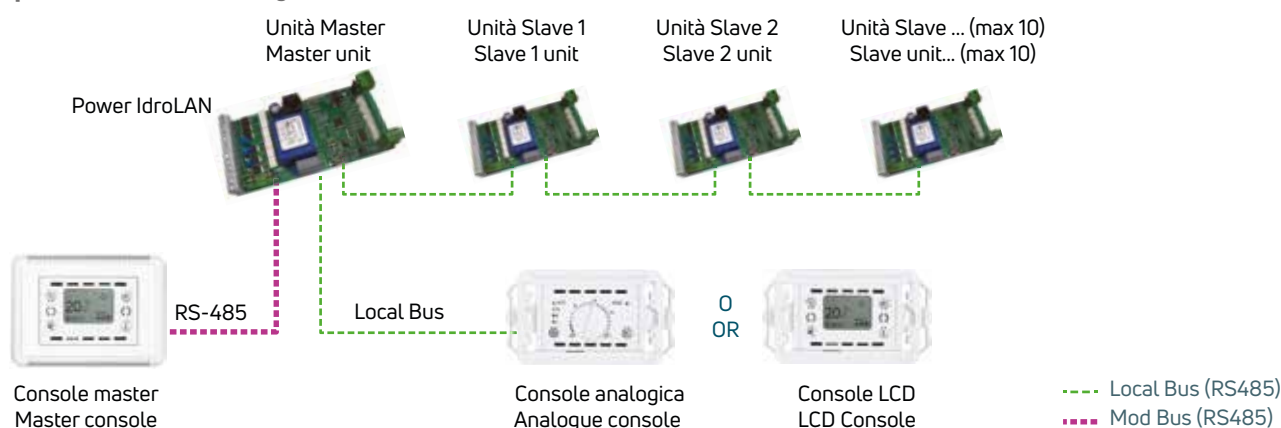 Unità Master
Master unit
Unità Slave 1
Slave 1 unit
Unità Slave 2
Slave 2 unit
Unità Slave ... (max 10)
Slave unit... (max 10)
Power IdroLAN
RS-485
Local Bus
O
OR
Console master
Master console
Console analogica
Analogue console
Console LCD
LCD Console
Local Bus (RS485)
Mod Bus (RS485)